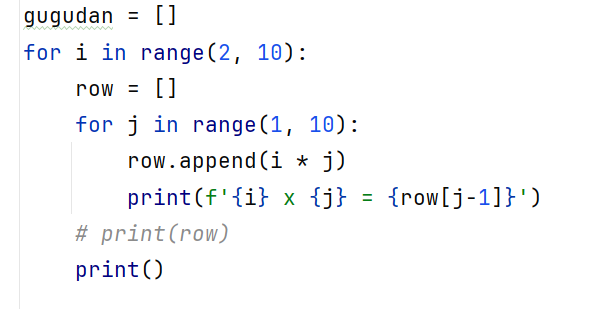 gugudan = []
for i in range(2, 10):
    row = []
    for j in range(1, 10):
        row.append(i * j)
        print(f'{i} x {j} = {row[j-1]}')
    # print(row)
    print()